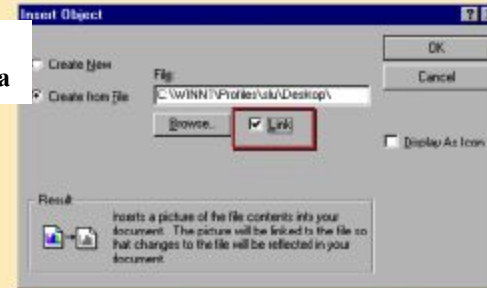 Insert Object
OK
Create New
File:
Cancel
a
Create from File
C:\WINNT\Profiles\slu\Desktop\
Browse...
Link
Display As Icon
Result
Inserts a picture of the file contents into your
document. The picture will be linked to the file so
that changes to the file will be reflected in your
document.